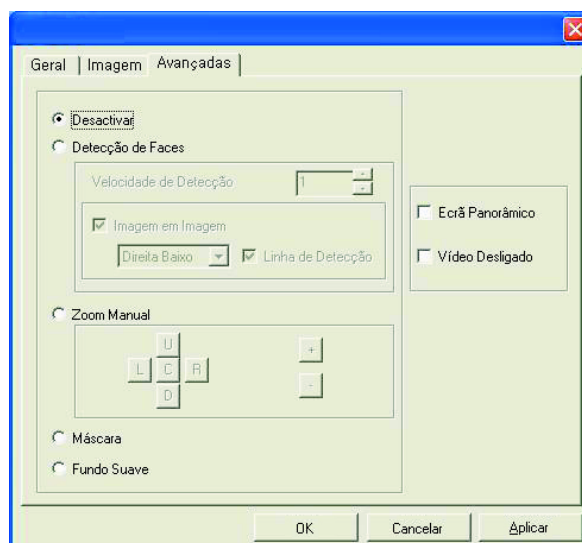 Geral Imagem Avançadas
Desactivar
Detecção de Faces
Velocidade de Detecção 1
Imagem em Imagem
Direita Baixo Linha de Detecção
Ecrã Panorâmico
Vídeo Desligado
Zoom Manual
U
L C R
D
+
-
Máscara
Fundo Suave
OK Cancelar Aplicar